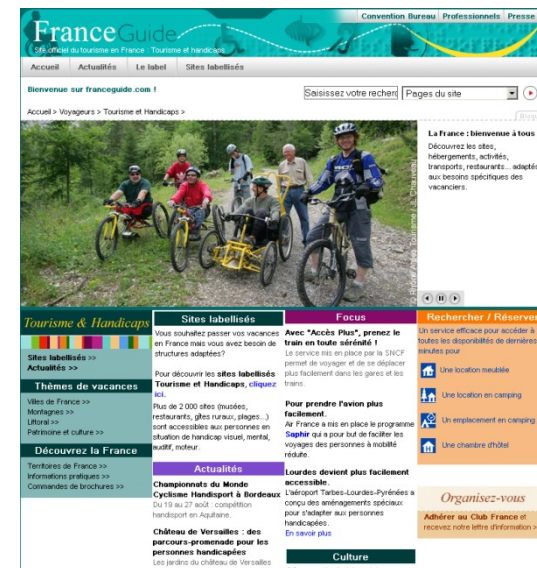 Convention Bureau Professionnels Presse
FranceGuide
Site officiel du tourisme en France : Tourisme et handicaps
Accueil Actualités Le label Sites labellisés
Bienvenue sur franceguide.com !
Saisissez votre recherc Pages du site
Accueil > Voyageurs > Tourisme et Handicaps >
La France : bienvenue à tous
Découvrez les sites,
hébergements, activités,
transports, restaurants... adaptés
aux besoins spécifiques des
vacanciers.
Tourisme & Handicaps
Sites labellisés >>
Actualités >>
Thèmes de vacances
Villes de France >>
Montagnes >>
Littoral >>
Patrimoine et culture >>
Découvrez la France
Territoires de France >>
Informations pratiques >>
Commandes de brochures >>
Sites labellisés
Vous souhaitez passer vos vacances
en France mais vous avez besoin de
structures adaptées?
Pour découvrir les sites labellisés
Tourisme et Handicaps, cliquez
ici.
Plus de 2 000 sites (musées,
restaurants, gîtes ruraux, plages...)
sont accessibles aux personnes en
situation de handicap visuel, mental,
auditif, moteur.
Actualités
Championnats du Monde
Cyclisme Handisport à Bordeaux
Du 19 au 27 août : compétition
handisport en Aquitaine.
Château de Versailles : des
parcours-promenade pour les
personnes handicapées
Les jardins du château de Versailles
Focus
Avec "Accès Plus", prenez le
train en toute sérénité !
Le service mis en place par la SNCF
permet de voyager et de se déplacer
plus facilement dans les gares et les
trains.
Pour prendre l'avion plus
facilement.
Air France a mis en place le programme
Saphir qui a pour but de faciliter les
voyages des personnes à mobilité
réduite.
Lourdes devient plus facilement
accessible.
L'aéroport Tarbes-Lourdes-Pyrénées a
conçu des aménagements spéciaux
pour s'adapter aux personnes
handicapées.
En savoir plus
Culture
Rechercher / Réserver
Un service efficace pour accéder à
toutes les disponibilités de dernières
minutes pour
Une location meublée
Une location en camping
Un emplacement en camping
Une chambre d'hôtel
Organisez-vous
Adhérer au Club France et
recevez notre lettre d'information >